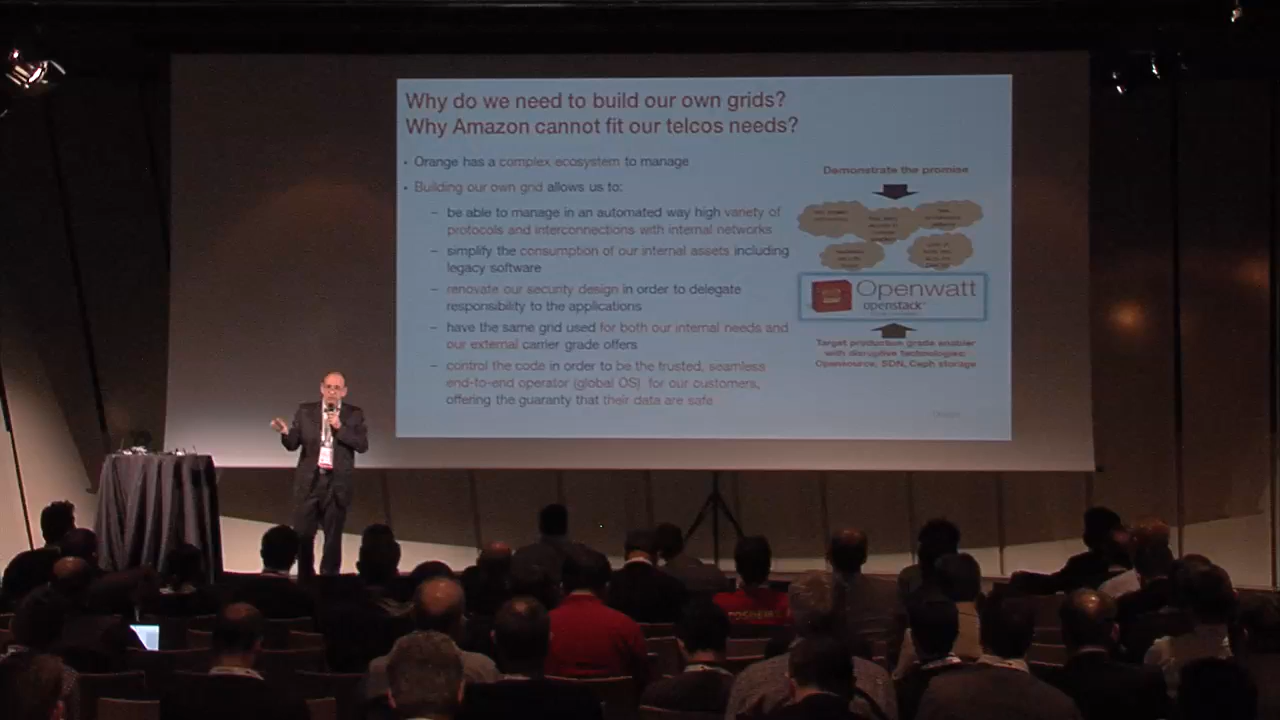 Why do we need to build our own grids?
Why Amazon cannot fit our telcos needs?
• Orange has a complex ecosystem to manage
• Building our own grid allows us to:
– be able to manage in an automated way high variety of
protocols and interconnections with internal networks
– simplify the consumption of our internal assets including
legacy software
– renovate our security design in order to delegate
responsibility to the applications
– have the same grid used for both our internal needs and
our external carrier grade offers
– control the code in order to be the trusted, seamless
end-to-end operator (global OS) for our customers,
offering the guaranty that their data are safe
Demonstrate the promise
Openwatt
openstack
Target production grade enabler
with disruptive technologies:
Opensource, SDN, Ceph storage
TOSHIBA